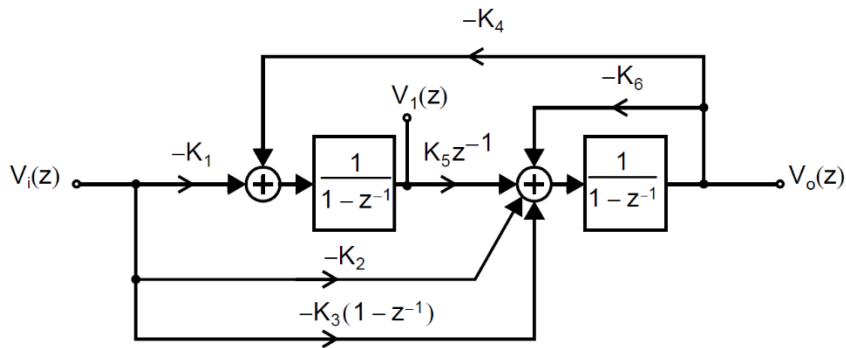 –K₄
–K₆
V₁(z)
–K₁
1
1 – z⁻¹
K₅z⁻¹
1
1 – z⁻¹
Vᵢ(z)
+
+
Vₒ(z)
–K₂
–K₃(1 – z⁻¹)